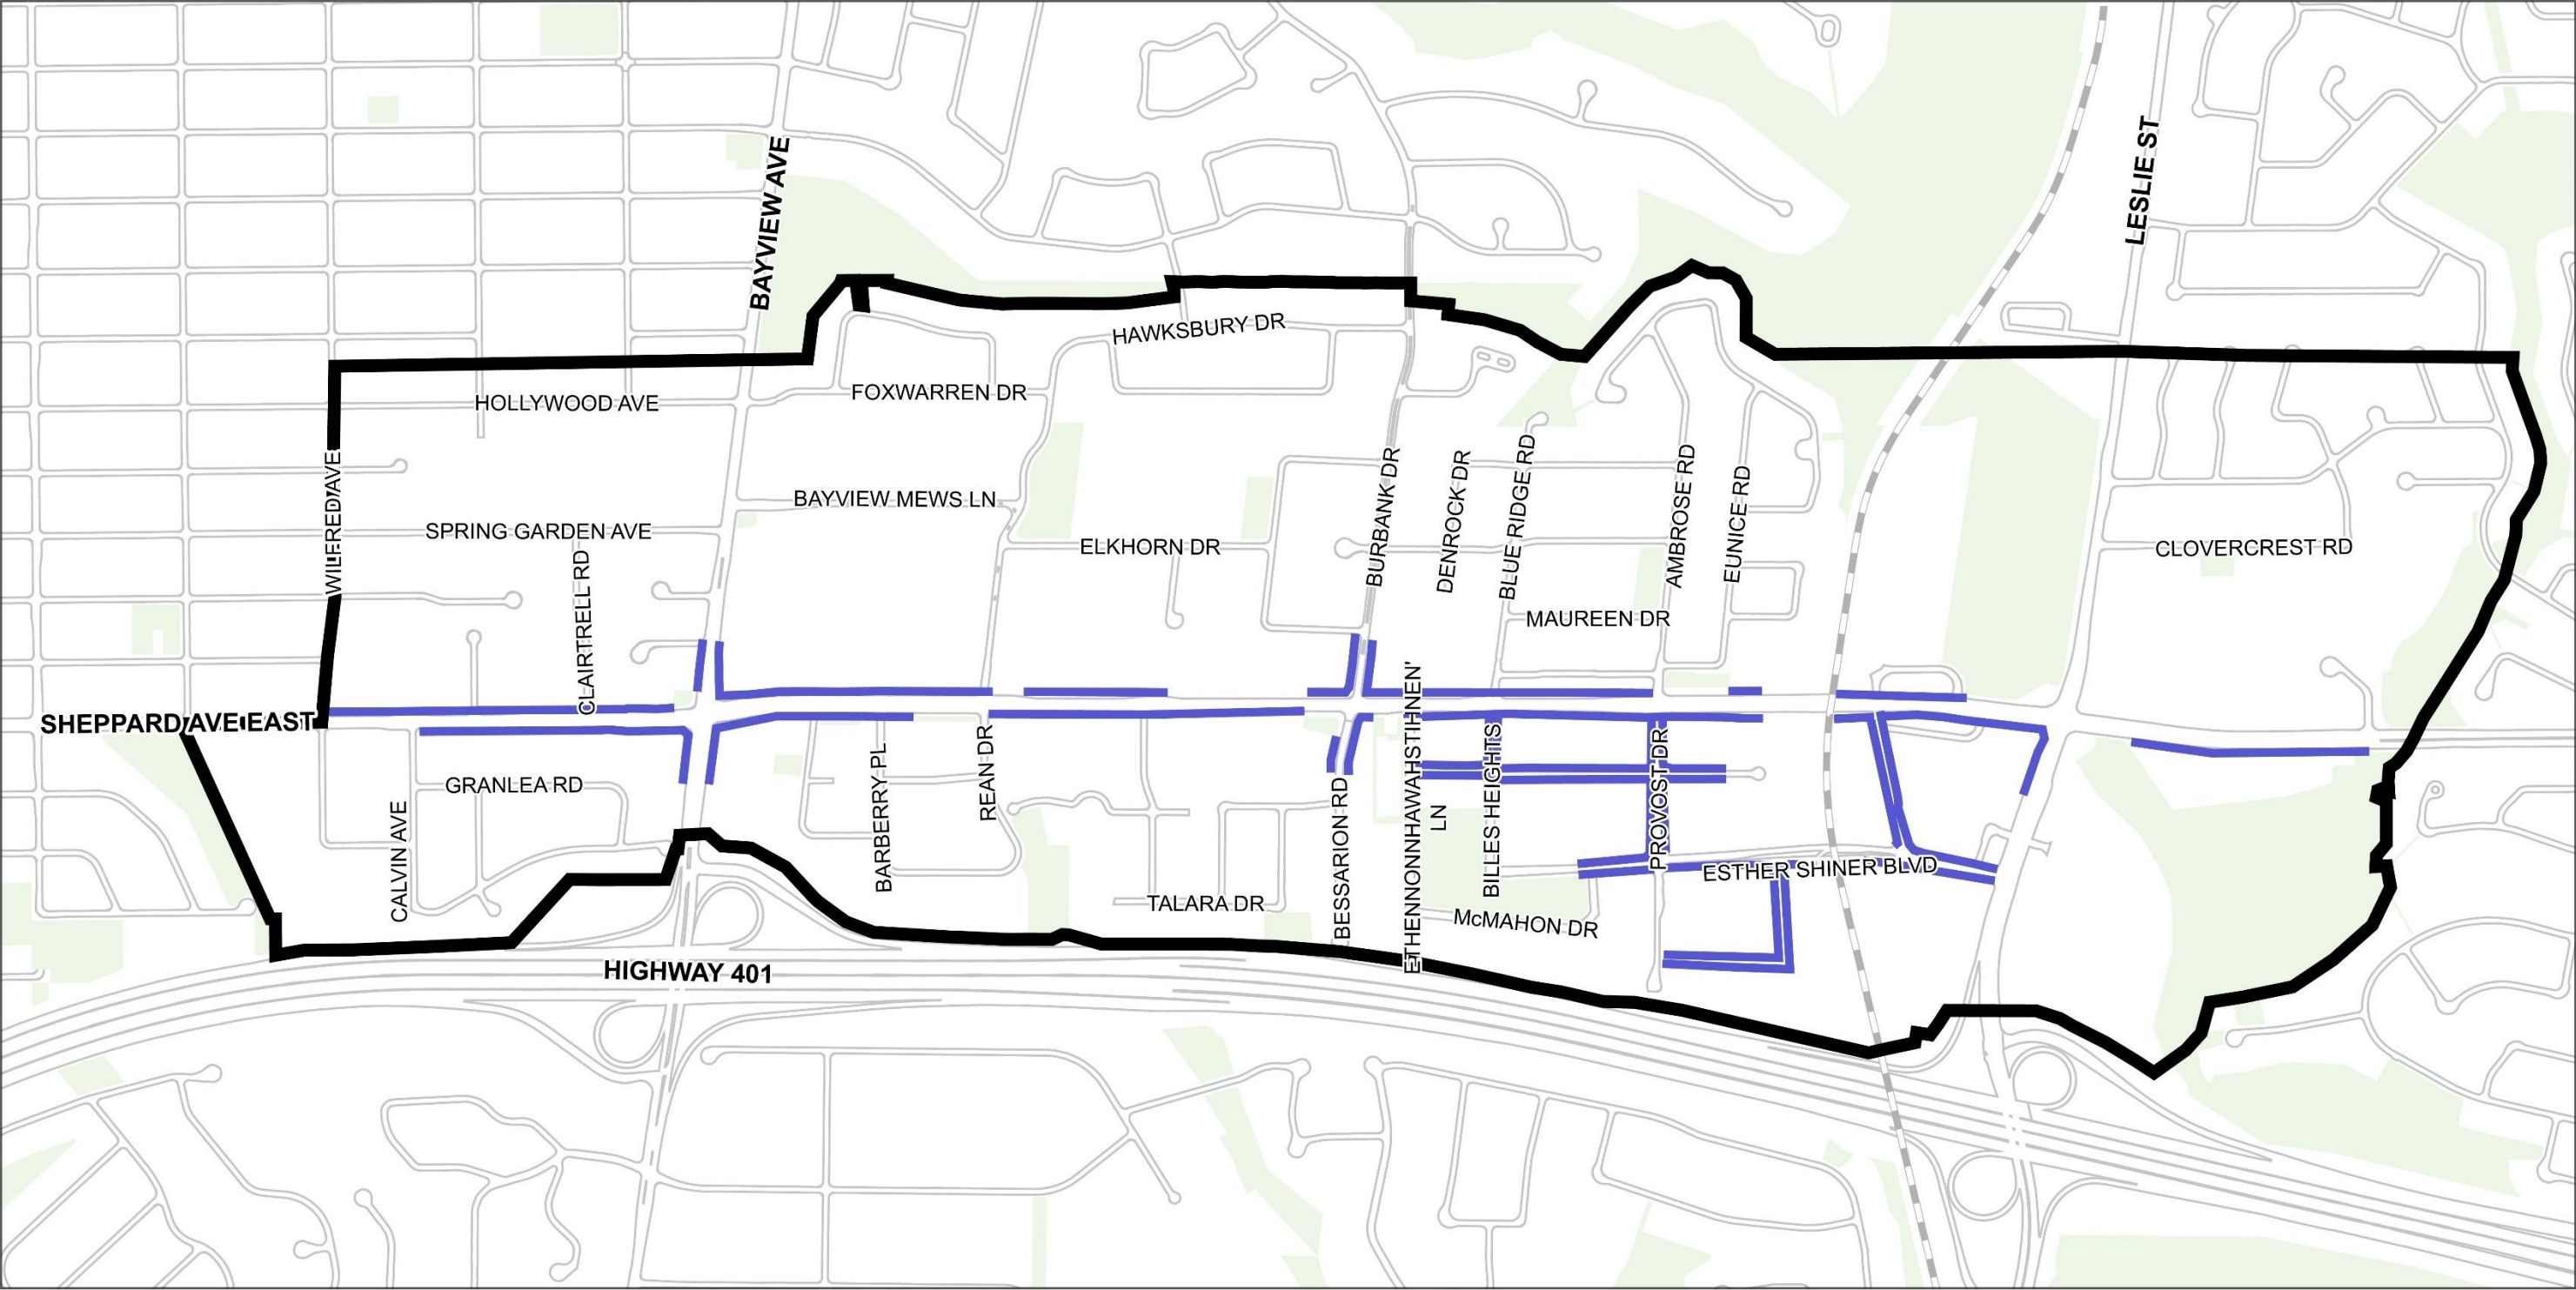 BAYVIEW AVE
LESLIE ST
HAWKSBURY DR
HOLLYWOOD AVE
FOXWARREN DR
WILFRED AVE
BAYVIEW MEWS LN
SPRING GARDEN AVE
ELKHORN DR
CLAIRTRELL RD
BURBANK DR
DENROCK DR
BLUE RIDGE RD
AMBROSE RD
EUNICE RD
CLOVERCREST RD
MAUREEN DR
SHEPPARD AVE EAST
GRANLEA RD
CALVIN AVE
BARBERRY PL
REAN DR
TALARA DR
BESSARION RD
ETHENNONNHAWAHSTIHNEN'
LN
BILLES HEIGHTS
PROVOST DR
ESTHER SHINER BLVD
McMAHON DR
HIGHWAY 401